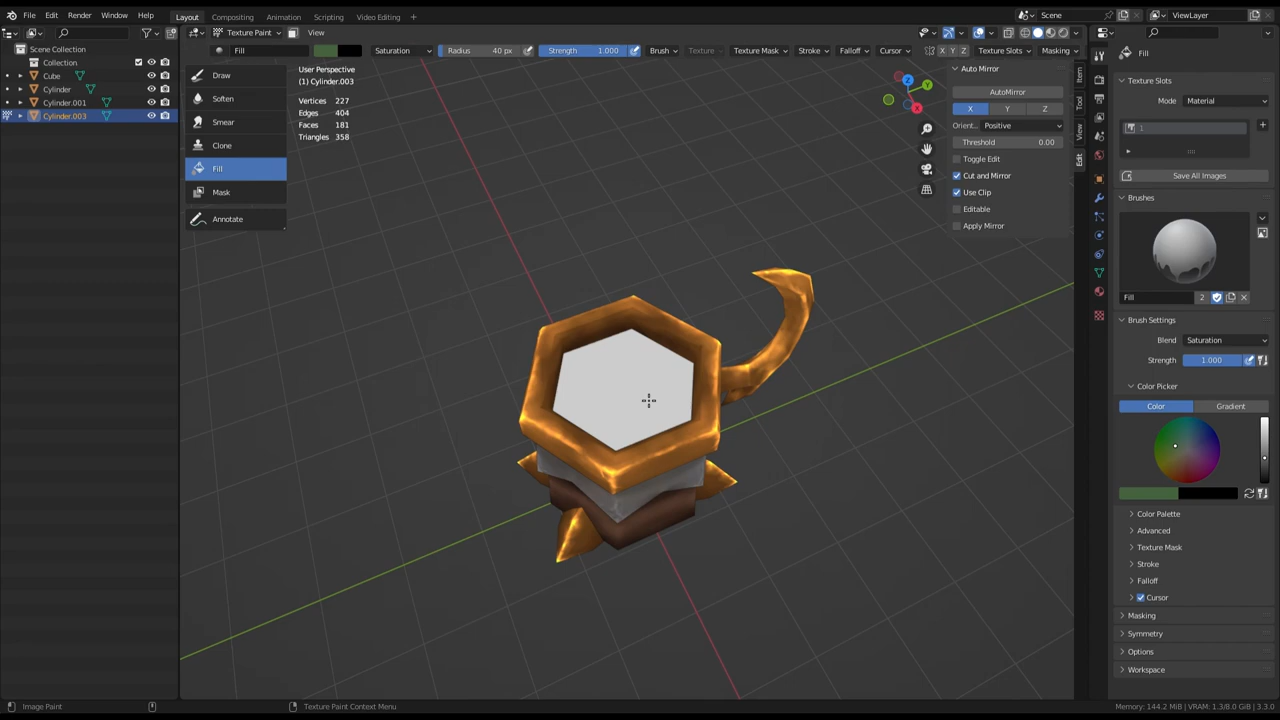 File Edit Render Window Help
Layout Compositing Animation Scripting Video Editing +
Scene
ViewLayer
Texture Paint View
Fill Saturation Radius 40 px Strength 1.000 Brush Texture Texture Mask Stroke Falloff Cursor X Y Z Texture Slots Masking
Scene Collection
Collection
Cube
Cylinder
Cylinder.001
Cylinder.003
Draw
Soften
Smear
Clone
Fill
Mask
Annotate
User Perspective
(1) Cylinder.003
Vertices 227
Edges 404
Faces 181
Triangles 358
Z
Y
X
Auto Mirror
AutoMirror
X Y Z
Orient.. Positive
Threshold 0.00
Toggle Edit
Cut and Mirror
Use Clip
Editable
Apply Mirror
Item
Tool
View
Edit
Fill
Texture Slots
Mode Material
1
Save All Images
Brushes
Fill 2
Brush Settings
Blend Saturation
Strength 1.000
Color Picker
Color Gradient
Color Palette
Advanced
Texture Mask
Stroke
Falloff
Cursor
Masking
Symmetry
Options
Workspace
Image Paint
Texture Paint Context Menu
Memory: 144.2 MiB | VRAM: 1.3/8.0 GiB | 3.3.0